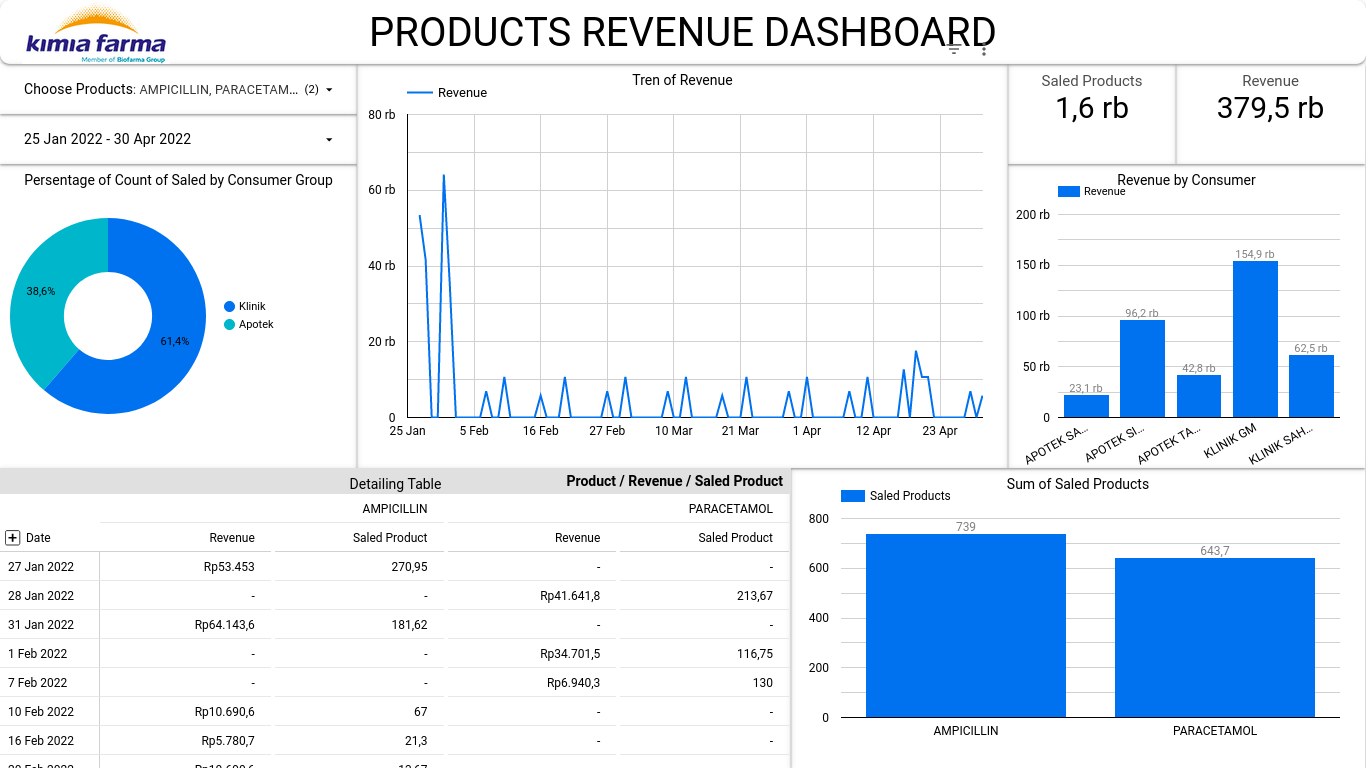 kimia farma
Member of Biofarma Group
PRODUCTS REVENUE DASHBOARD
Choose Products: AMPICILLIN, PARACETAM... (2)
25 Jan 2022 - 30 Apr 2022
Percentage of Count of Saled by Consumer Group
38,6%
61,4%
Klinik
Apotek
Tren of Revenue
Revenue
80 rb
60 rb
40 rb
20 rb
0
25 Jan 5 Feb 16 Feb 27 Feb 10 Mar 21 Mar 1 Apr 12 Apr 23 Apr
Saled Products
1,6 rb
Revenue
379,5 rb
Revenue by Consumer
Revenue
200 rb
150 rb
100 rb
50 rb
0
23,1 rb
96,2 rb
42,8 rb
154,9 rb
62,5 rb
APOTEK SA...
APOTEK SI...
APOTEK TA...
KLINIK GM
KLINIK SAH...
Detailing Table
Product / Revenue / Saled Product
AMPICILLIN PARACETAMOL
Date Revenue Saled Product Revenue Saled Product
27 Jan 2022 Rp53.453 270,95 - -
28 Jan 2022 - - Rp41.641,8 213,67
31 Jan 2022 Rp64.143,6 181,62 - -
1 Feb 2022 - - Rp34.701,5 116,75
7 Feb 2022 - - Rp6.940,3 130
10 Feb 2022 Rp10.690,6 67 - -
16 Feb 2022 Rp5.780,7 21,3 - -
Sum of Saled Products
Saled Products
800
600
400
200
0
739
643,7
AMPICILLIN
PARACETAMOL